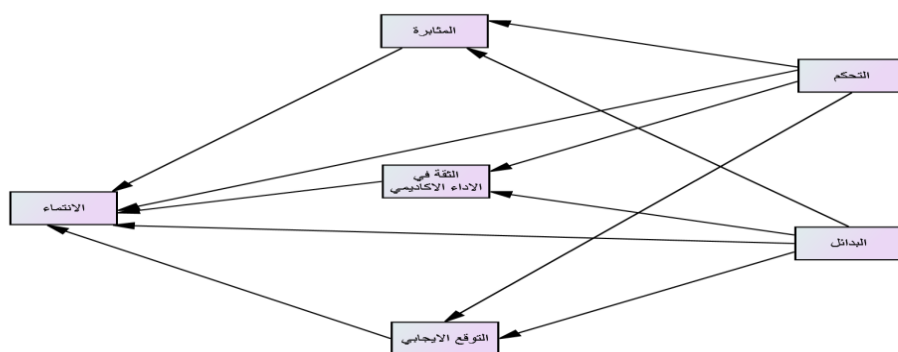 المثابرة
التحكم
الثقة في
الاداء الاكاديمي
الانتماء
البدائل
التوقع الايجابي